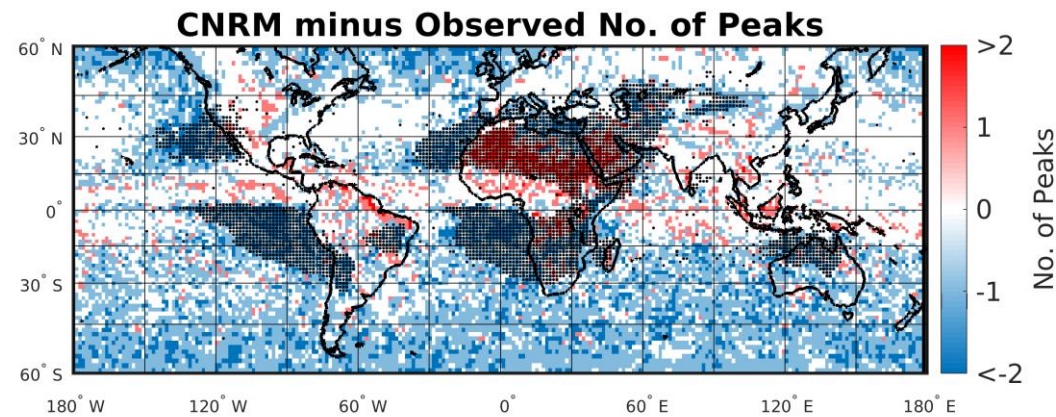 CNRM minus Observed No. of Peaks
60° N
30° N
0°
30° S
60° S
180° W
120° W
60° W
0°
60° E
120° E
180° E
>2
1
0
-1
<-2
No. of Peaks